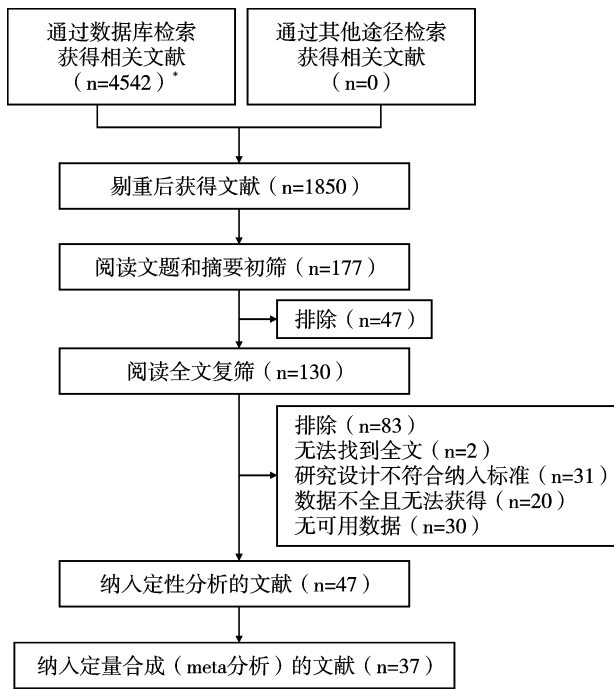 通过数据库检索
获得相关文献
（n=4542）*
通过其他途径检索
获得相关文献
（n=0）
剔重后获得文献（n=1850）
阅读文题和摘要初筛（n=177）
排除（n=47）
阅读全文复筛（n=130）
排除（n=83）
无法找到全文（n=2）
研究设计不符合纳入标准（n=31）
数据不全且无法获得（n=20）
无可用数据（n=30）
纳入定性分析的文献（n=47）
纳入定量合成（meta分析）的文献（n=37）